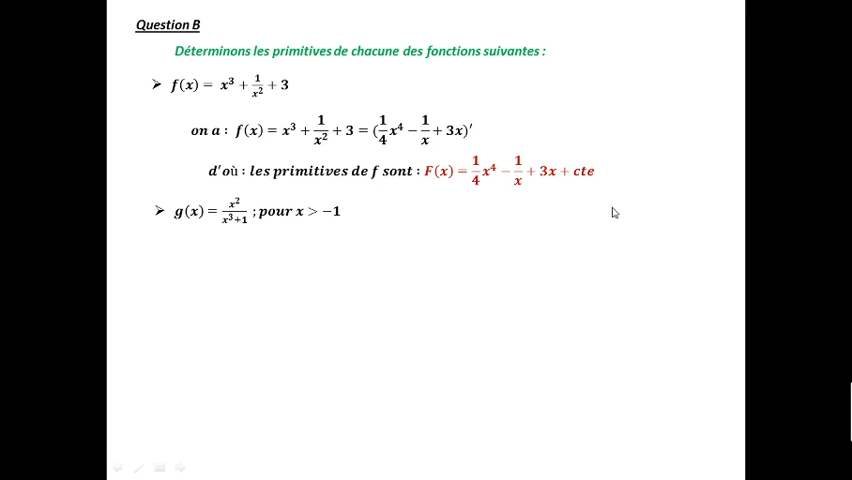 Question B
Déterminons les primitives de chacune des fonctions suivantes :
➢ f(x) = x³ + 1/x² + 3
on a : f(x) = x³ + 1/x² + 3 = (1/4 x⁴ − 1/x + 3x)′
d′où : les primitives de f sont : F(x) = 1/4 x⁴ − 1/x + 3x + cte
➢ g(x) = x²/(x³+1) ; pour x > −1